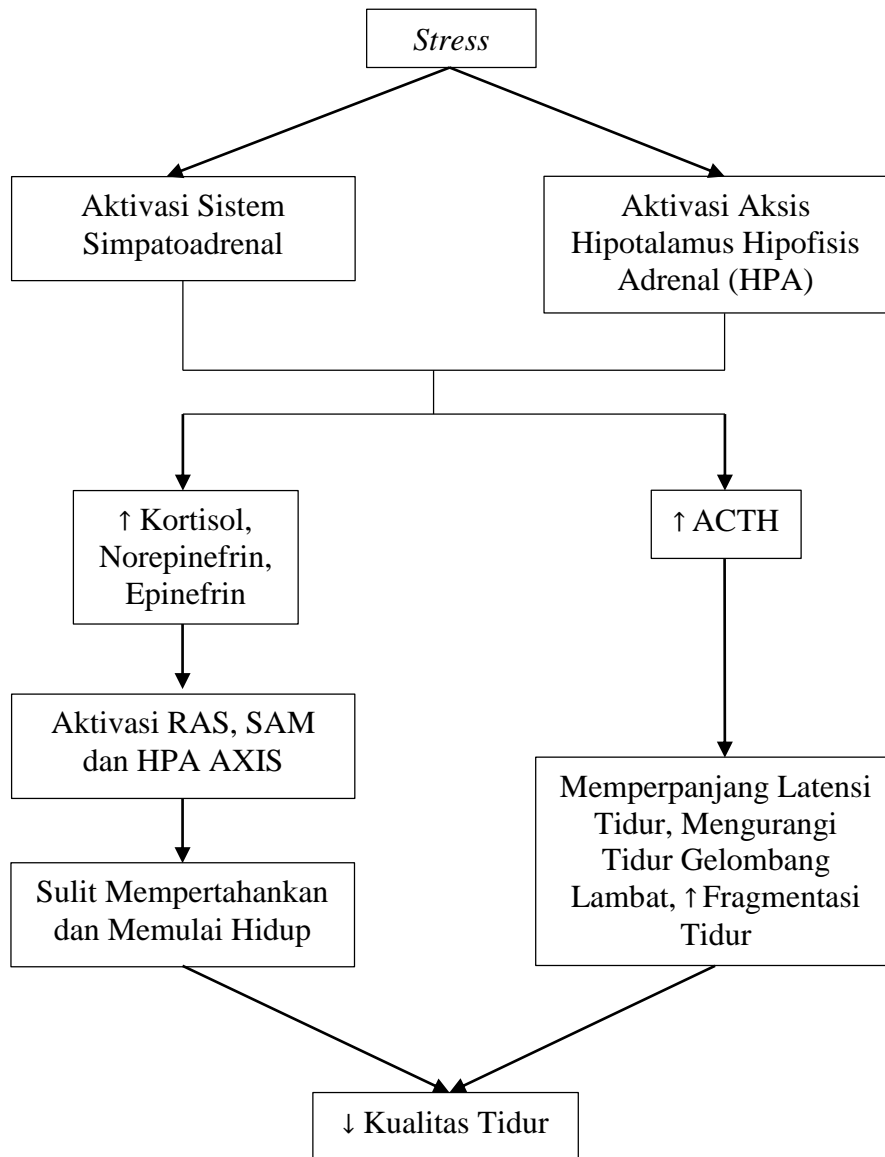 Stress
Aktivasi Sistem
Simpatoadrenal
Aktivasi Aksis
Hipotalamus Hipofisis
Adrenal (HPA)
↑ Kortisol,
Norepinefrin,
Epinefrin
↑ ACTH
Aktivasi RAS, SAM
dan HPA AXIS
Memperpanjang Latensi
Tidur, Mengurangi
Tidur Gelombang
Lambat, ↑Fragmentasi
Tidur
Sulit Mempertahankan
dan Memulai Hidup
↓ Kualitas Tidur